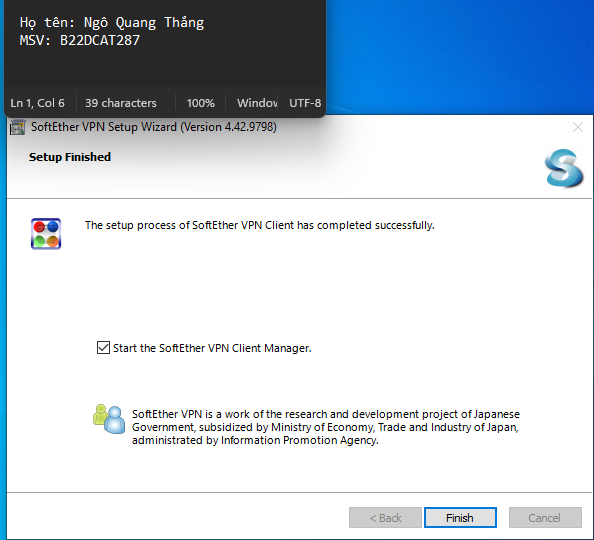 Họ tên: Ngô Quang Thắng
MSV: B22DCAT287
Ln 1, Col 6 39 characters 100% Window UTF-8
SoftEther VPN Setup Wizard (Version 4.42.9798)
Setup Finished
The setup process of SoftEther VPN Client has completed successfully.
Start the SoftEther VPN Client Manager.
SoftEther VPN is a work of the research and development project of Japanese
Government, subsidized by Ministry of Economy, Trade and Industry of Japan,
administrated by Information Promotion Agency.
< Back Finish Cancel